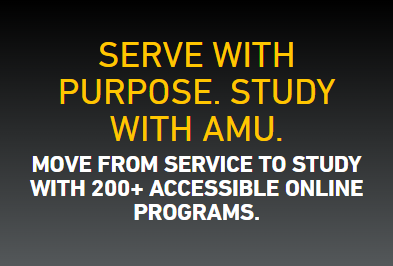 SERVE WITH
PURPOSE. STUDY
WITH AMU.
MOVE FROM SERVICE TO STUDY
WITH 200+ ACCESSIBLE ONLINE
PROGRAMS.